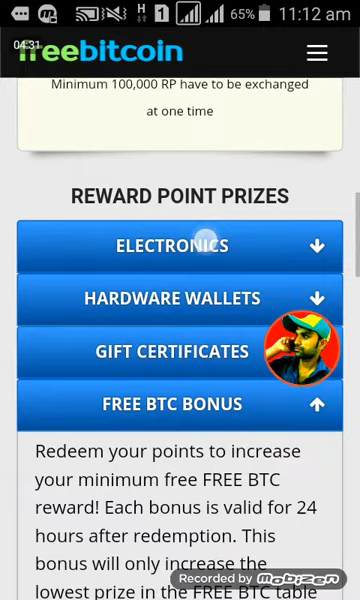 65% 11:12 am
04:31
freebitcoin
Minimum 100,000 RP have to be exchanged
at one time
REWARD POINT PRIZES
ELECTRONICS
HARDWARE WALLETS
GIFT CERTIFICATES
FREE BTC BONUS
Redeem your points to increase
your minimum free FREE BTC
reward! Each bonus is valid for 24
hours after redemption. This
bonus will only increase the
lowest prize in the FREE BTC table
Recorded by Mobizen